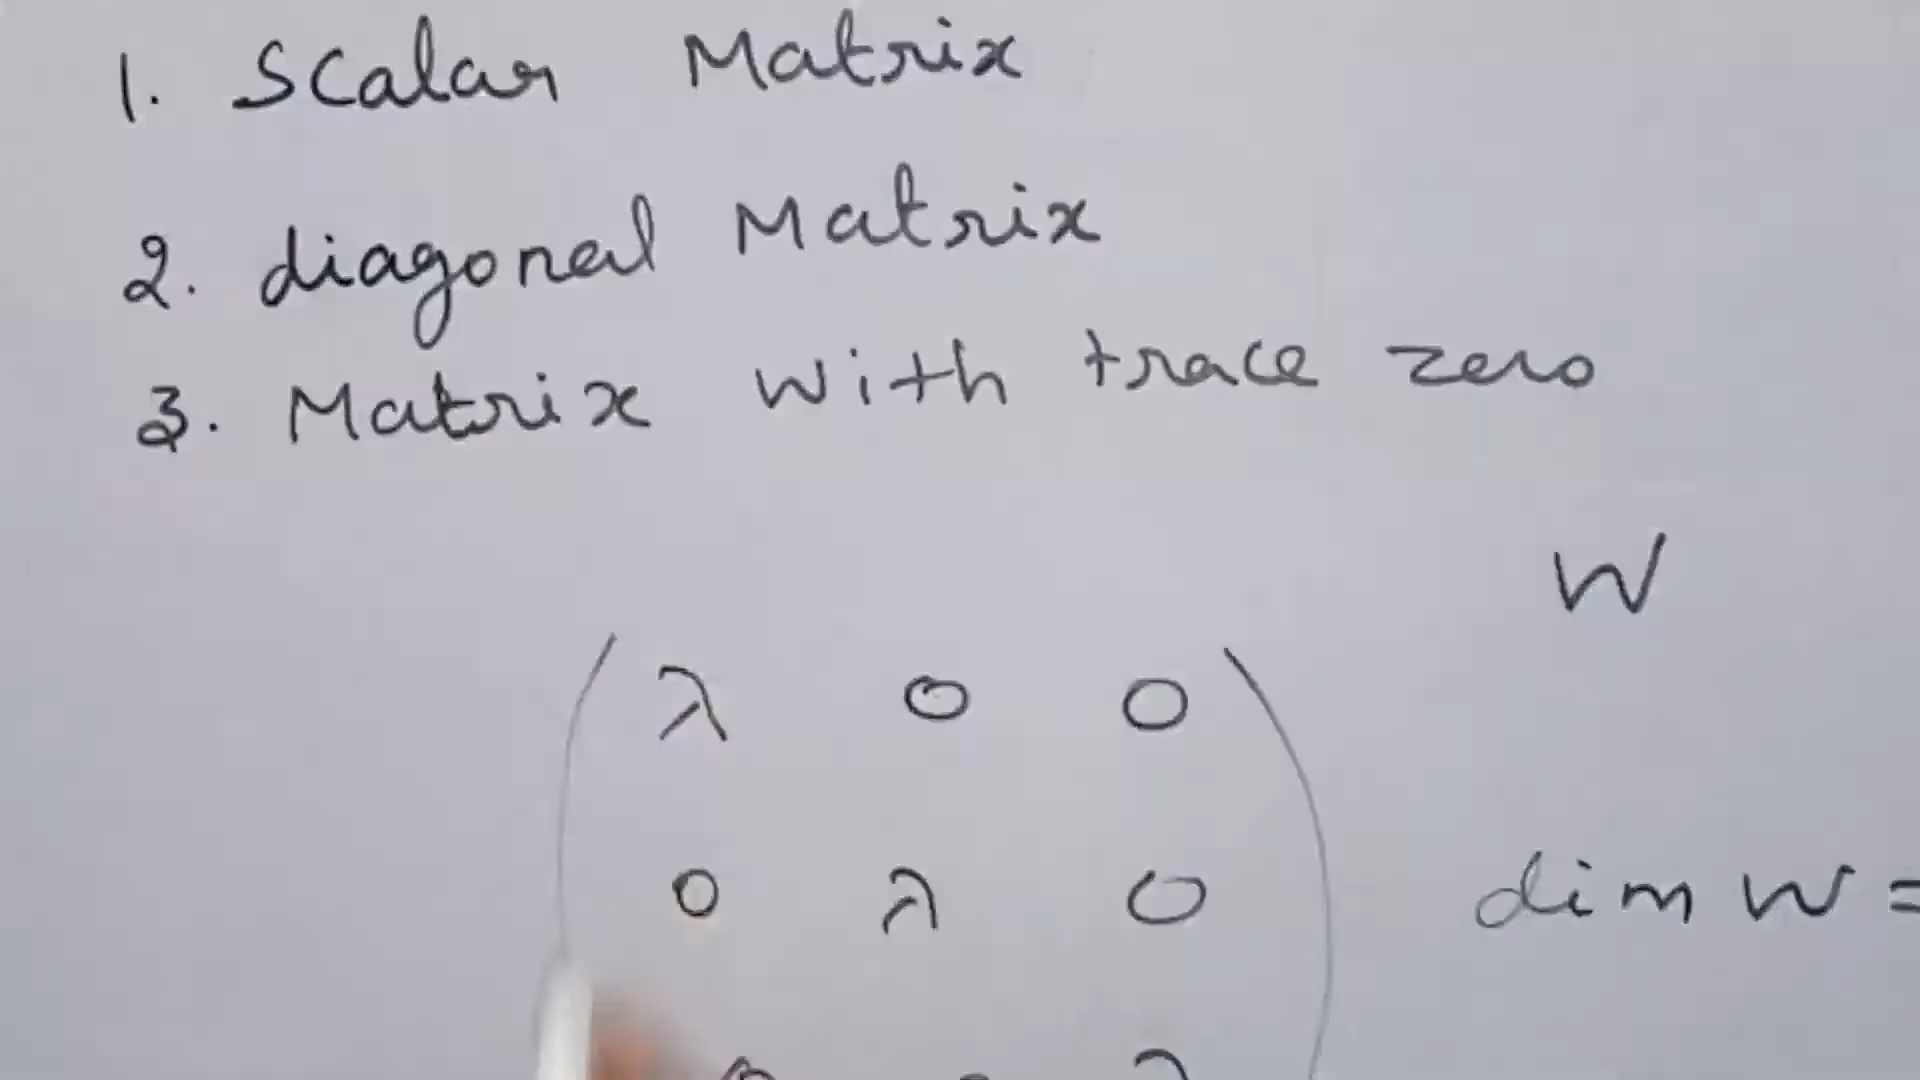 1. Scalar Matrix
2. diagonal Matrix
3. Matrix with trace zero
W
λ 0 0
0 λ 0 dim W =
λ